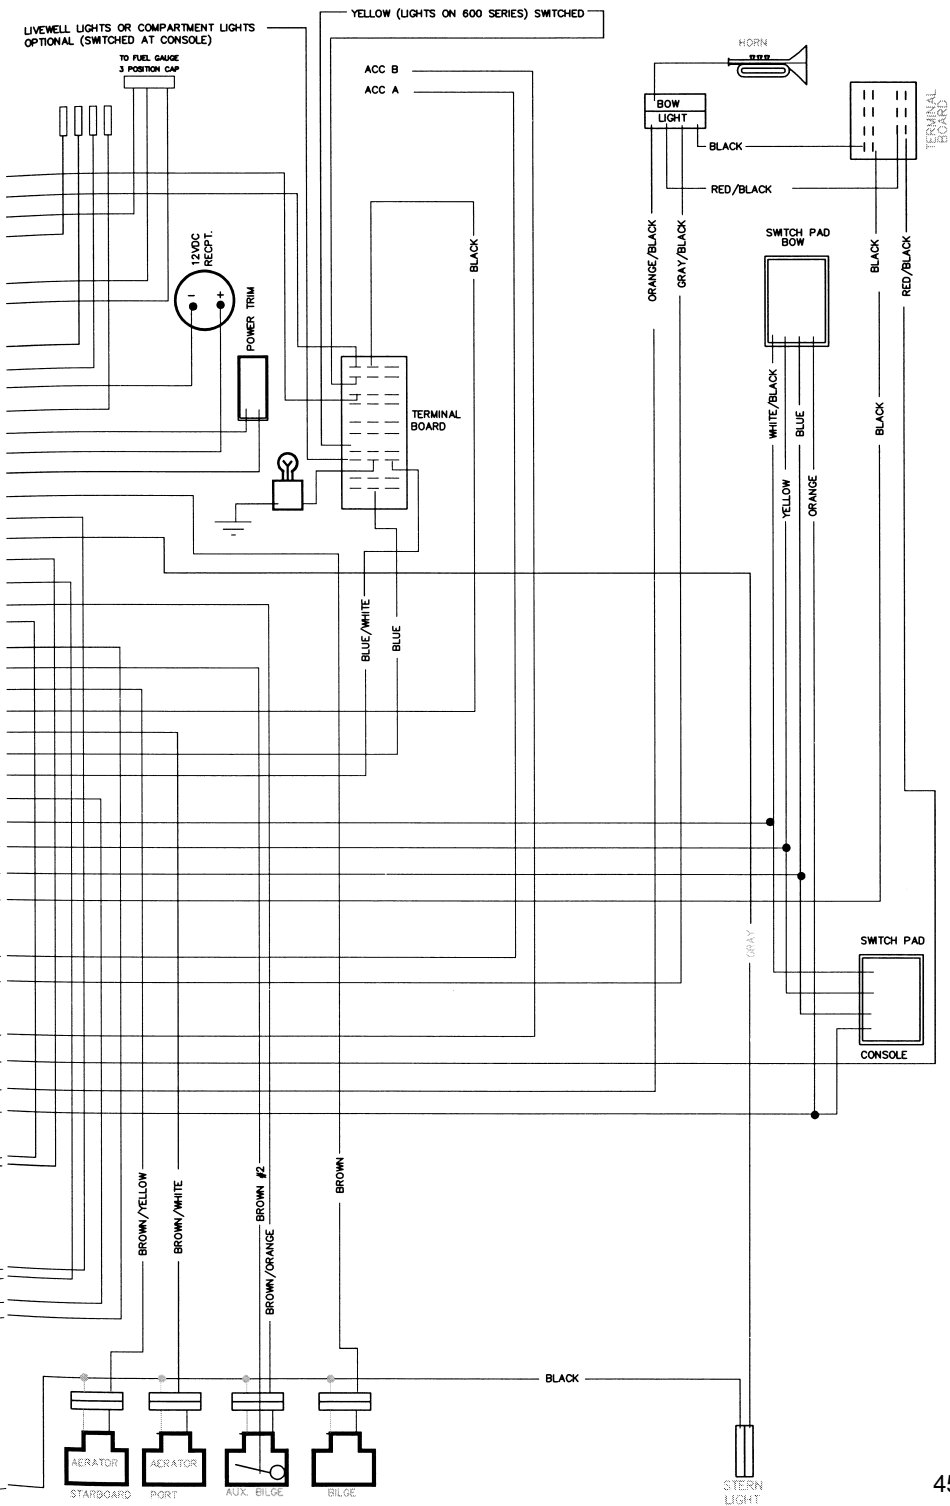 YELLOW (LIGHTS ON 600 SERIES) SWITCHED
LIVEWELL LIGHTS OR COMPARTMENT LIGHTS
OPTIONAL (SWITCHED AT CONSOLE)
TO FUEL GAUGE
3 POSITION CAP
ACC B
ACC A
HORN
BOW
LIGHT
BLACK
RED/BLACK
TERMINAL
BOARD
12VDC
RECPT.
- +
POWER TRIM
BLACK
ORANGE/BLACK
GRAY/BLACK
SWITCH PAD
BOW
BLACK
RED/BLACK
TERMINAL
BOARD
WHITE/BLACK
BLUE
BLACK
YELLOW
ORANGE
BLUE/WHITE
BLUE
GRAY
SWITCH PAD
CONSOLE
BROWN/YELLOW
BROWN/WHITE
BROWN #2
BROWN/ORANGE
BROWN
BLACK
AERATOR
STARBOARD
AERATOR
PORT
AUX. BILGE
BILGE
STERN
LIGHT